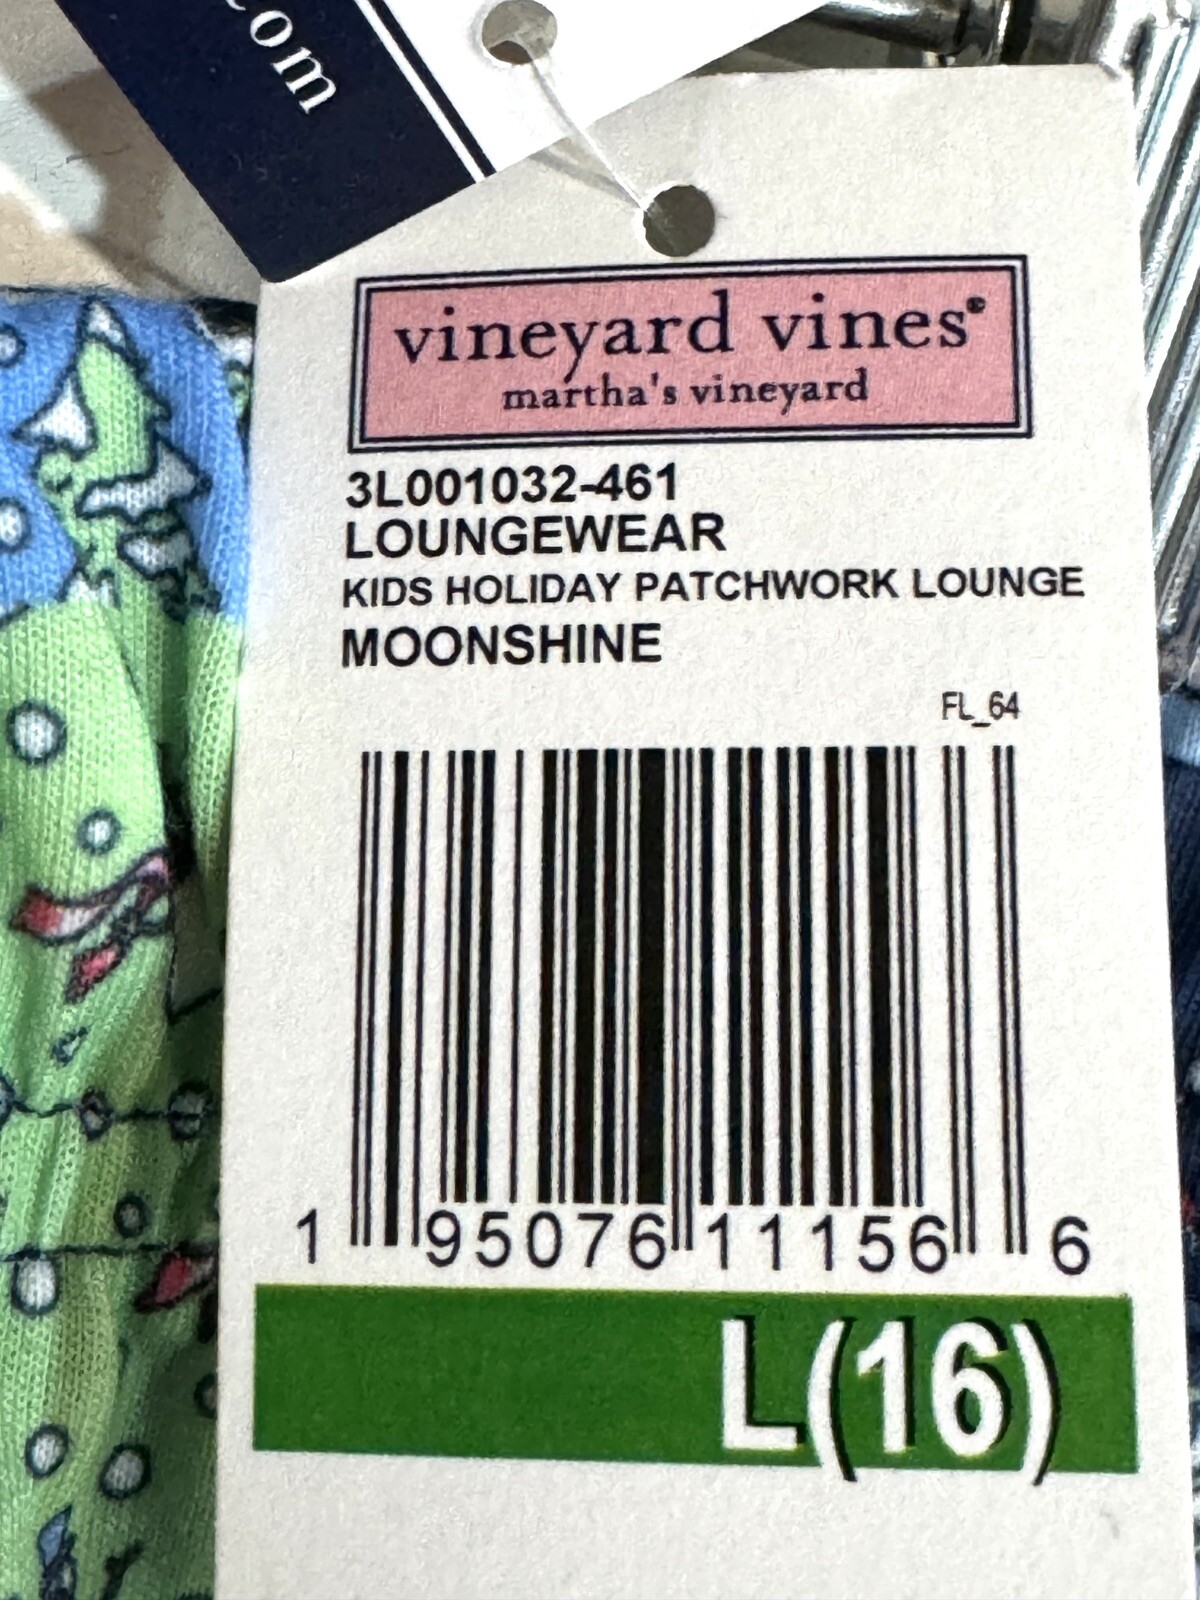 com
vineyard vines®
martha's vineyard
3L001032-461
LOUNGEWEAR
KIDS HOLIDAY PATCHWORK LOUNGE
MOONSHINE
FL_64
1 95076 11156 6
L(16)